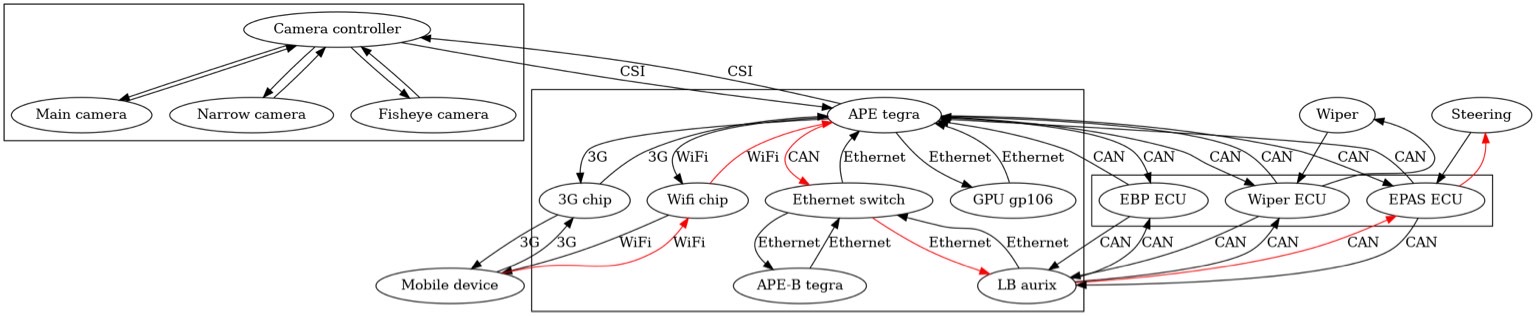 Camera controller
CSI
CSI
Main camera
Narrow camera
Fisheye camera
APE tegra
Wiper
Steering
3G
3G
WiFi
WiFi
CAN
Ethernet
Ethernet
Ethernet
CAN
CAN
CAN
CAN
CAN
CAN
3G chip
Wifi chip
Ethernet switch
GPU gp106
EBP ECU
Wiper ECU
EPAS ECU
3G
3G
WiFi
WiFi
Ethernet
Ethernet
Ethernet
Ethernet
CAN
CAN
CAN
CAN
CAN
CAN
Mobile device
APE-B tegra
LB aurix